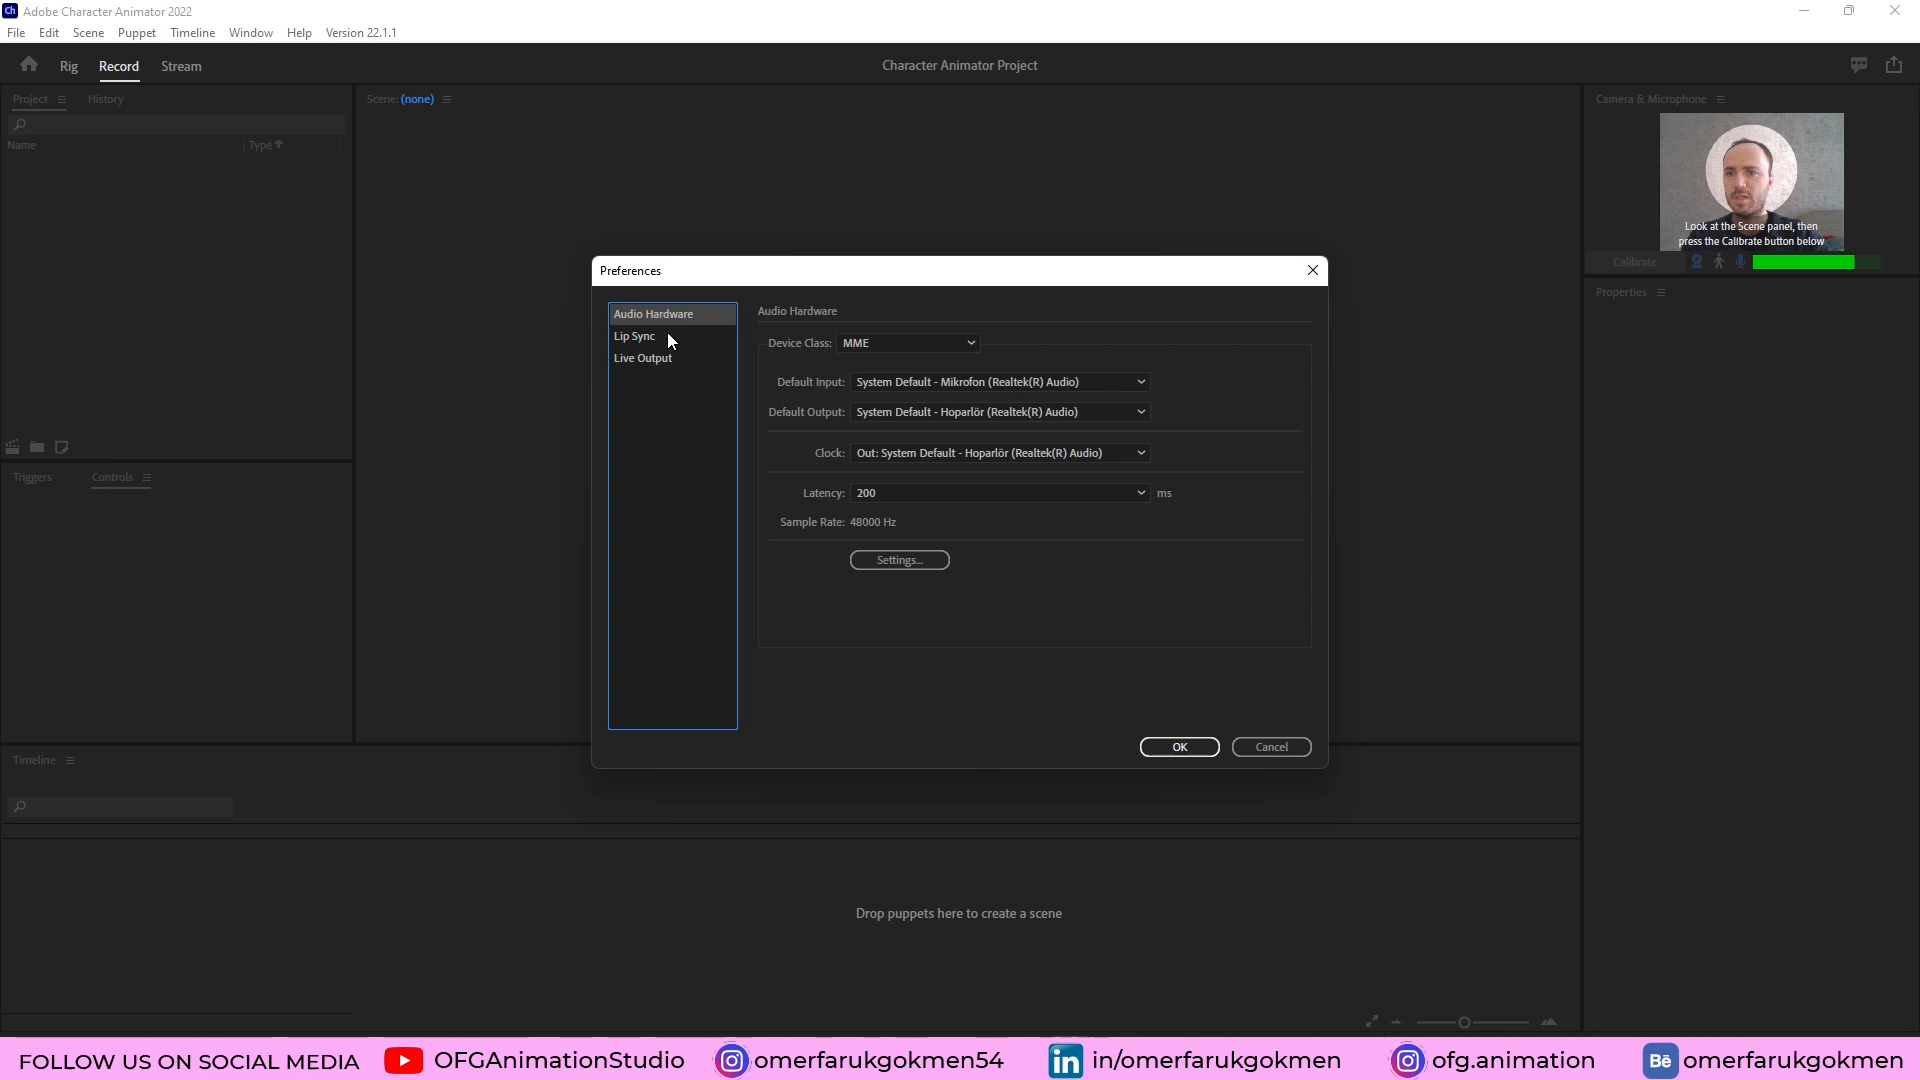 Ch Adobe Character Animator 2022
File Edit Scene Puppet Timeline Window Help Version 22.1.1
Rig Record Stream Character Animator Project
Project History
Scene: (none)
Camera & Microphone
Name Type
Look at the Scene panel, then
press the Calibrate button below
Calibrate
Properties
Preferences
Audio Hardware
Lip Sync
Live Output
Audio Hardware
Device Class: MME
Default Input: System Default - Mikrofon (Realtek(R) Audio)
Default Output: System Default - Hoparlör (Realtek(R) Audio)
Clock: Out: System Default - Hoparlör (Realtek(R) Audio)
Latency: 200 ms
Sample Rate: 48000 Hz
Settings...
OK Cancel
Triggers Controls
Timeline
Drop puppets here to create a scene
FOLLOW US ON SOCIAL MEDIA OFGAnimationStudio omerfarukgokmen54 in in/omerfarukgokmen ofg.animation Bē omerfarukgokmen